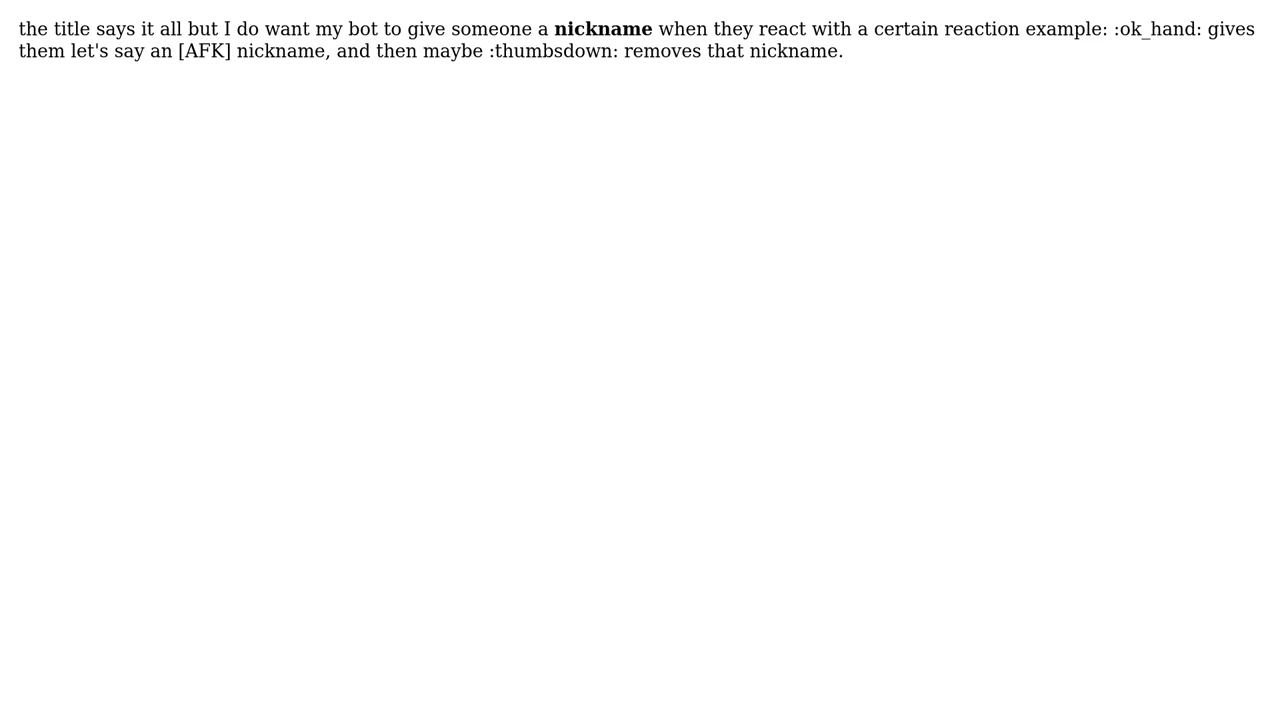 the title says it all but I do want my bot to give someone a nickname when they react with a certain reaction example: :ok_hand: gives
them let's say an [AFK] nickname, and then maybe :thumbsdown: removes that nickname.